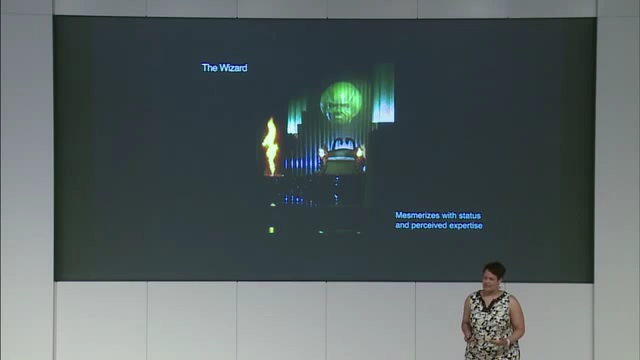 The Wizard
Mesmerizes with status
and perceived expertise